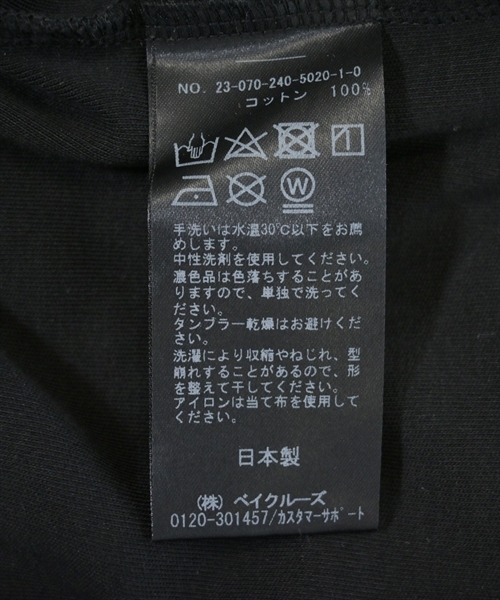 NO. 23-070-240-5020-1-0
コットン 100%
W
手洗いは水温30℃以下をお薦
めします。
中性洗剤を使用してください。
濃色品は色落ちすることがあ
りますので、単独で洗ってく
ださい。
タンブラー乾燥はお避けくだ
さい。
洗濯により収縮やねじれ、型
崩れすることがあるので、形
を整えて干してください。
アイロンは当て布を使用して
ください。
日本製
(株) ベイクルーズ
0120-301457/カスタマーサポート